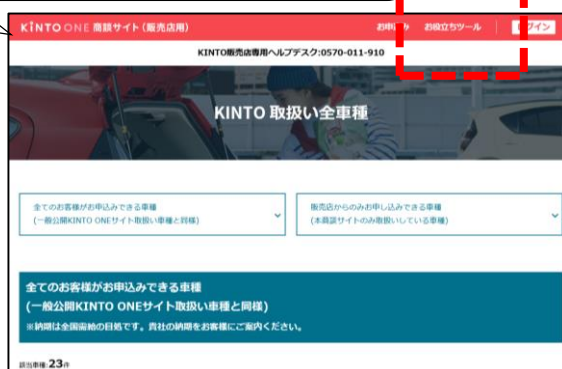 KINTO ONE 商談サイト（販売店用）
お申込み お役立ちツール ログイン
KINTO販売店専用ヘルプデスク:0570-011-910
KINTO 取扱い全車種
全てのお客様がお申込みできる車種
(一般公開KINTO ONEサイト取扱い車種と同様)
販売店からのみお申し込みできる車種
(本商談サイトのみ取扱いしている車種)
全てのお客様がお申込みできる車種
(一般公開KINTO ONEサイト取扱い車種と同様)
※納期は全国需給の目処です。貴社の納期をお客様にご案内ください。
該当車種:23件